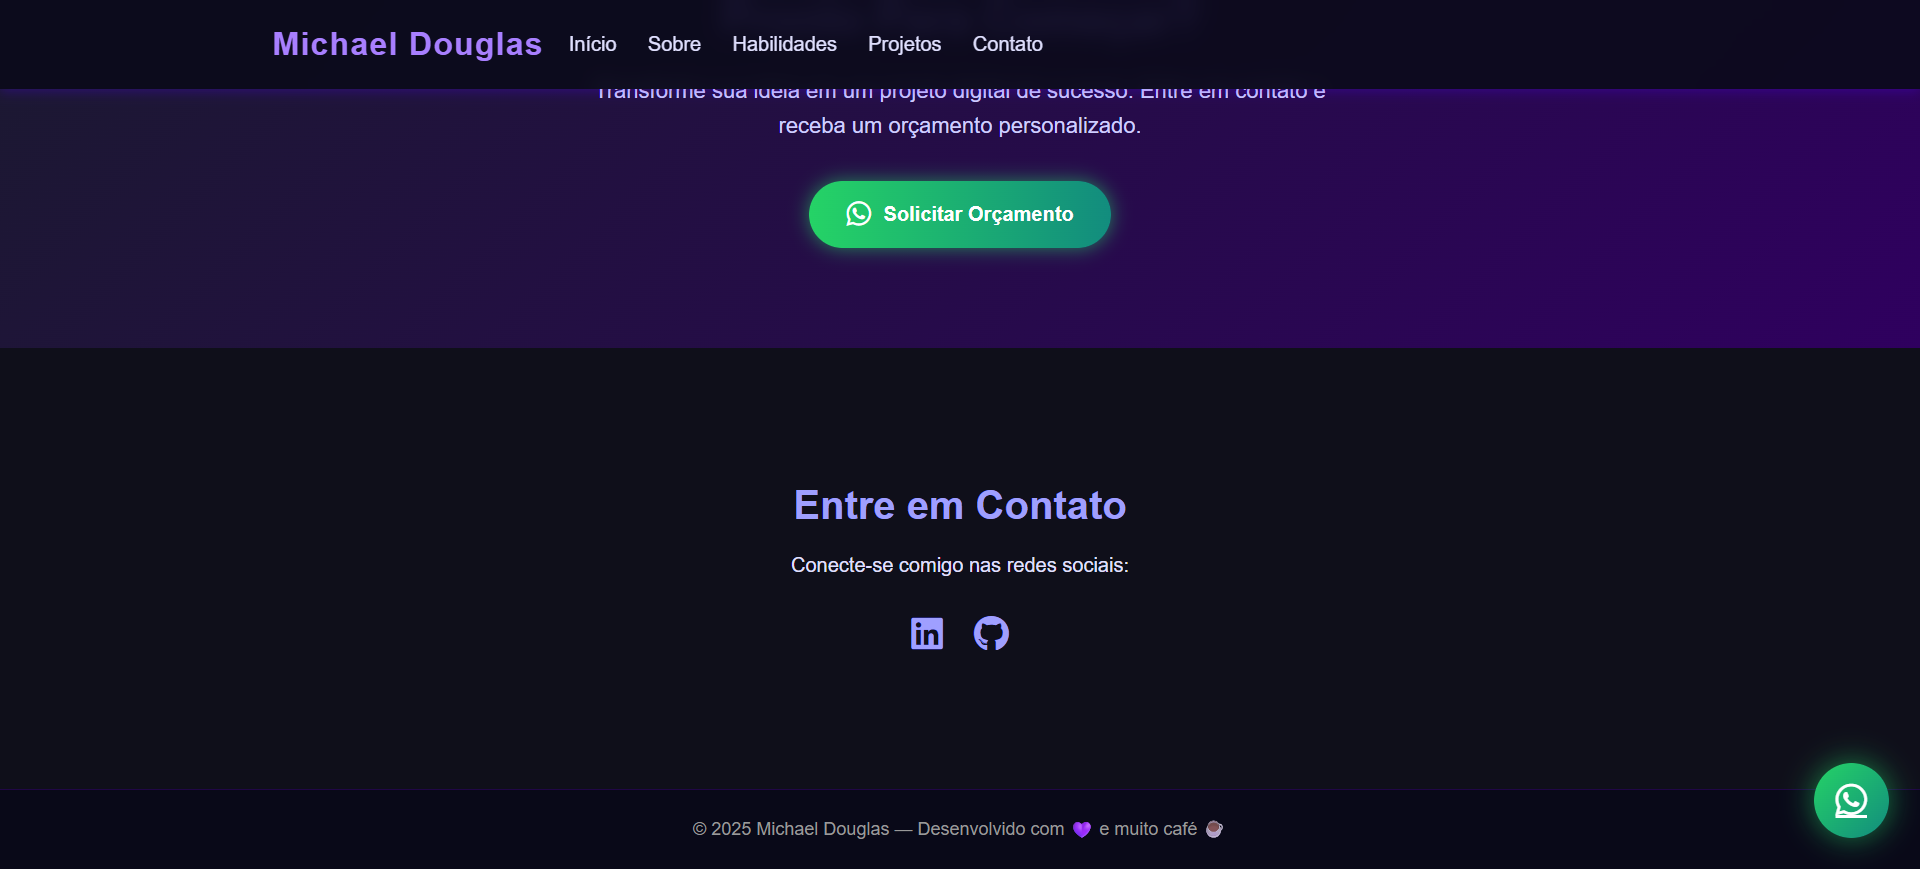 Michael Douglas
Início
Sobre
Habilidades
Projetos
Contato
Transforme sua ideia em um projeto digital de sucesso. Entre em contato e
receba um orçamento personalizado.
Solicitar Orçamento
Entre em Contato
Conecte-se comigo nas redes sociais:
in
© 2025 Michael Douglas — Desenvolvido com 💜 e muito café ☕